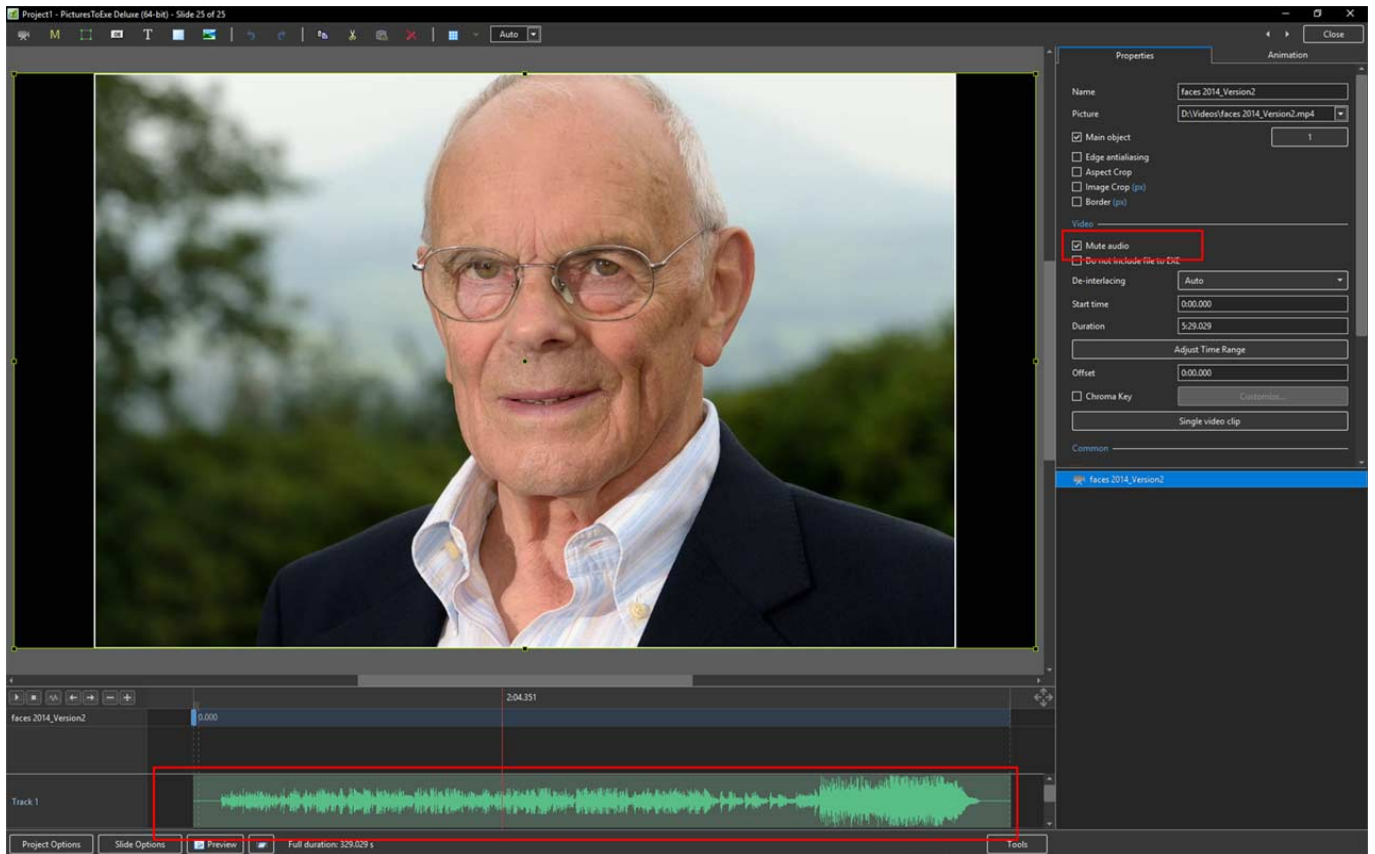 Project1 - PicturesToExe Deluxe (64-bit) - Slide 25 of 25
M OK T Auto Close
Properties Animation
Name faces 2014_Version2
Picture D:\Videos\faces 2014_Version2.mp4
Main object 1
Edge antialiasing
Aspect Crop
Image Crop (px)
Border (px)
Video
Mute audio
Do not include file to EXE
De-interlacing Auto
Start time 0:00.000
Duration 5:29.029
Adjust Time Range
Offset 0:00.000
Chroma Key Customize...
Single video clip
Common
faces 2014_Version2
2:04.351
faces 2014_Version2 0.000
Track 1
Project Options Slide Options Preview Full duration: 329.029 s Tools